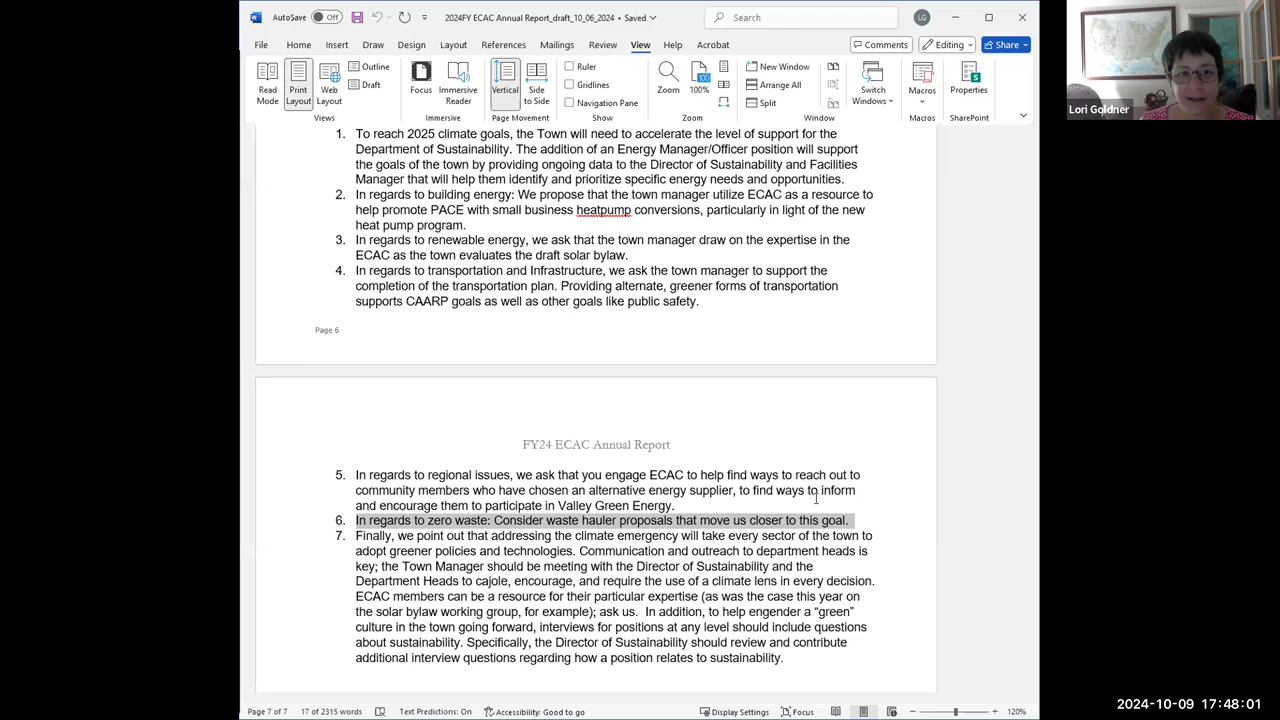 AutoSave Off 2024FY ECAC Annual Report_draft_10_06_2024 • Saved Search LG
File Home Insert Draw Design Layout References Mailings Review View Help Acrobat Comments Editing Share
Read Mode Print Layout Web Layout Outline Draft Focus Immersive Reader Vertical Side to Side Ruler Gridlines Navigation Pane Zoom 100% New Window Arrange All Split Switch Windows Macros Properties
Views Immersive Page Movement Show Zoom Window Macros SharePoint
Lori Goldner
1. To reach 2025 climate goals, the Town will need to accelerate the level of support for the
Department of Sustainability. The addition of an Energy Manager/Officer position will support
the goals of the town by providing ongoing data to the Director of Sustainability and Facilities
Manager that will help them identify and prioritize specific energy needs and opportunities.
2. In regards to building energy: We propose that the town manager utilize ECAC as a resource to
help promote PACE with small business heatpump conversions, particularly in light of the new
heat pump program.
3. In regards to renewable energy, we ask that the town manager draw on the expertise in the
ECAC as the town evaluates the draft solar bylaw.
4. In regards to transportation and Infrastructure, we ask the town manager to support the
completion of the transportation plan. Providing alternate, greener forms of transportation
supports CAARP goals as well as other goals like public safety.
Page 6
FY24 ECAC Annual Report
5. In regards to regional issues, we ask that you engage ECAC to help find ways to reach out to
community members who have chosen an alternative energy supplier, to find ways to inform
and encourage them to participate in Valley Green Energy.
6. In regards to zero waste: Consider waste hauler proposals that move us closer to this goal.
7. Finally, we point out that addressing the climate emergency will take every sector of the town to
adopt greener policies and technologies. Communication and outreach to department heads is
key; the Town Manager should be meeting with the Director of Sustainability and the
Department Heads to cajole, encourage, and require the use of a climate lens in every decision.
ECAC members can be a resource for their particular expertise (as was the case this year on
the solar bylaw working group, for example); ask us. In addition, to help engender a “green”
culture in the town going forward, interviews for positions at any level should include questions
about sustainability. Specifically, the Director of Sustainability should review and contribute
additional interview questions regarding how a position relates to sustainability.
Page 7 of 7 17 of 2315 words Text Predictions: On Accessibility: Good to go Display Settings Focus 120%
2024-10-09 17:48:01